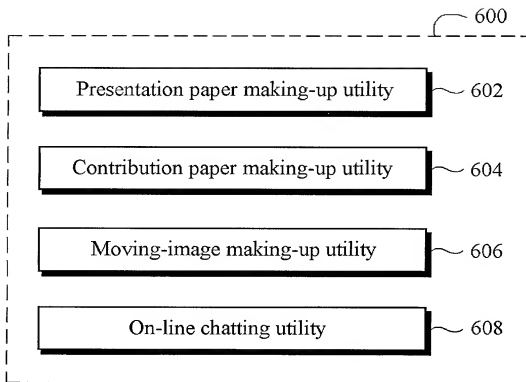 600
Presentation paper making-up utility 602
Contribution paper making-up utility 604
Moving-image making-up utility 606
On-line chatting utility 608